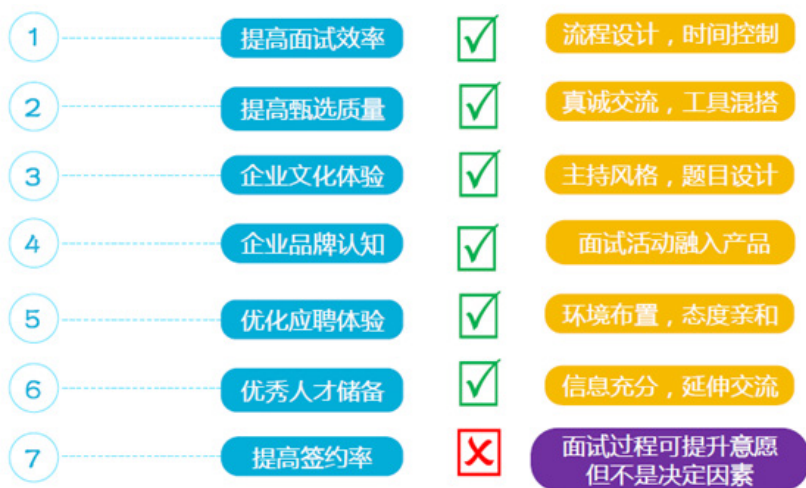 1 提高面试效率 流程设计，时间控制
2 提高甄选质量 真诚交流，工具混搭
3 企业文化体验 主持风格，题目设计
4 企业品牌认知 面试活动融入产品
5 优化应聘体验 环境布置，态度亲和
6 优秀人才储备 信息充分，延伸交流
7 提高签约率 面试过程可提升意愿
但不是决定因素